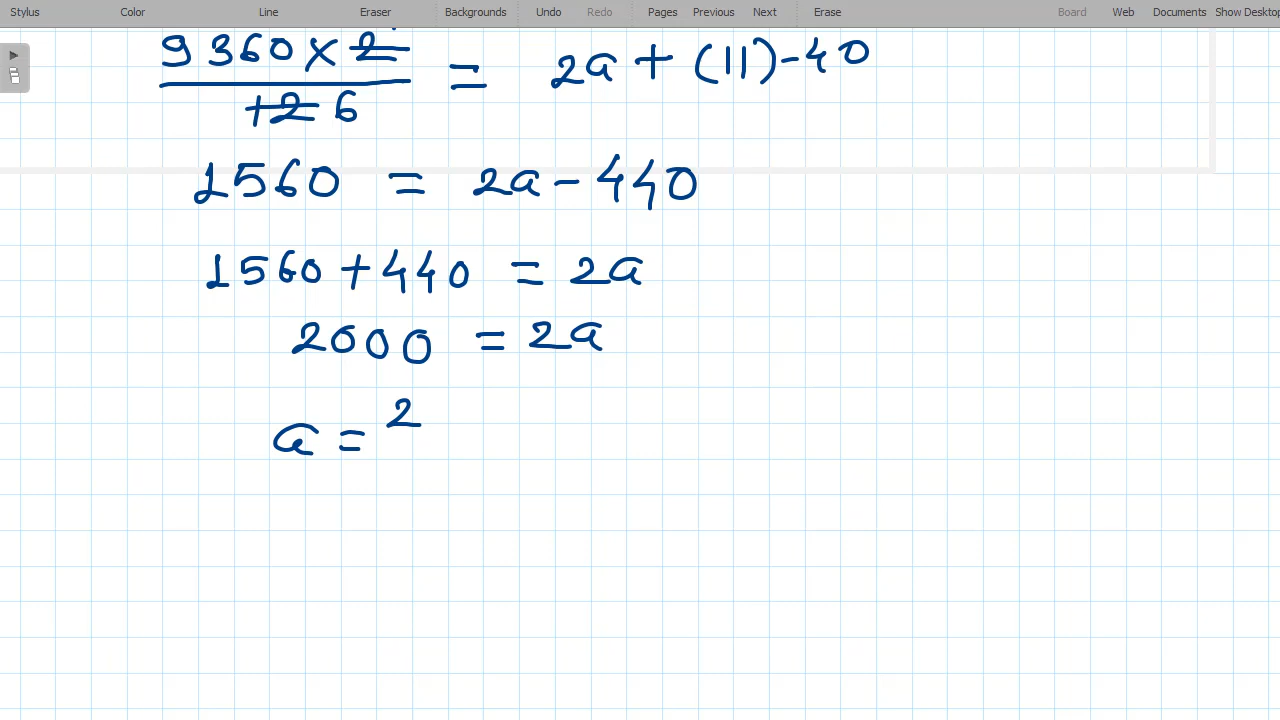 Stylus Color Line Eraser Backgrounds Undo Redo Pages Previous Next Erase Board Web Documents Show Desktop
9360 × 2 = 2a + (11) - 40
12 6
1560 = 2a - 440
1560 + 440 = 2a
2000 = 2a
a = 2